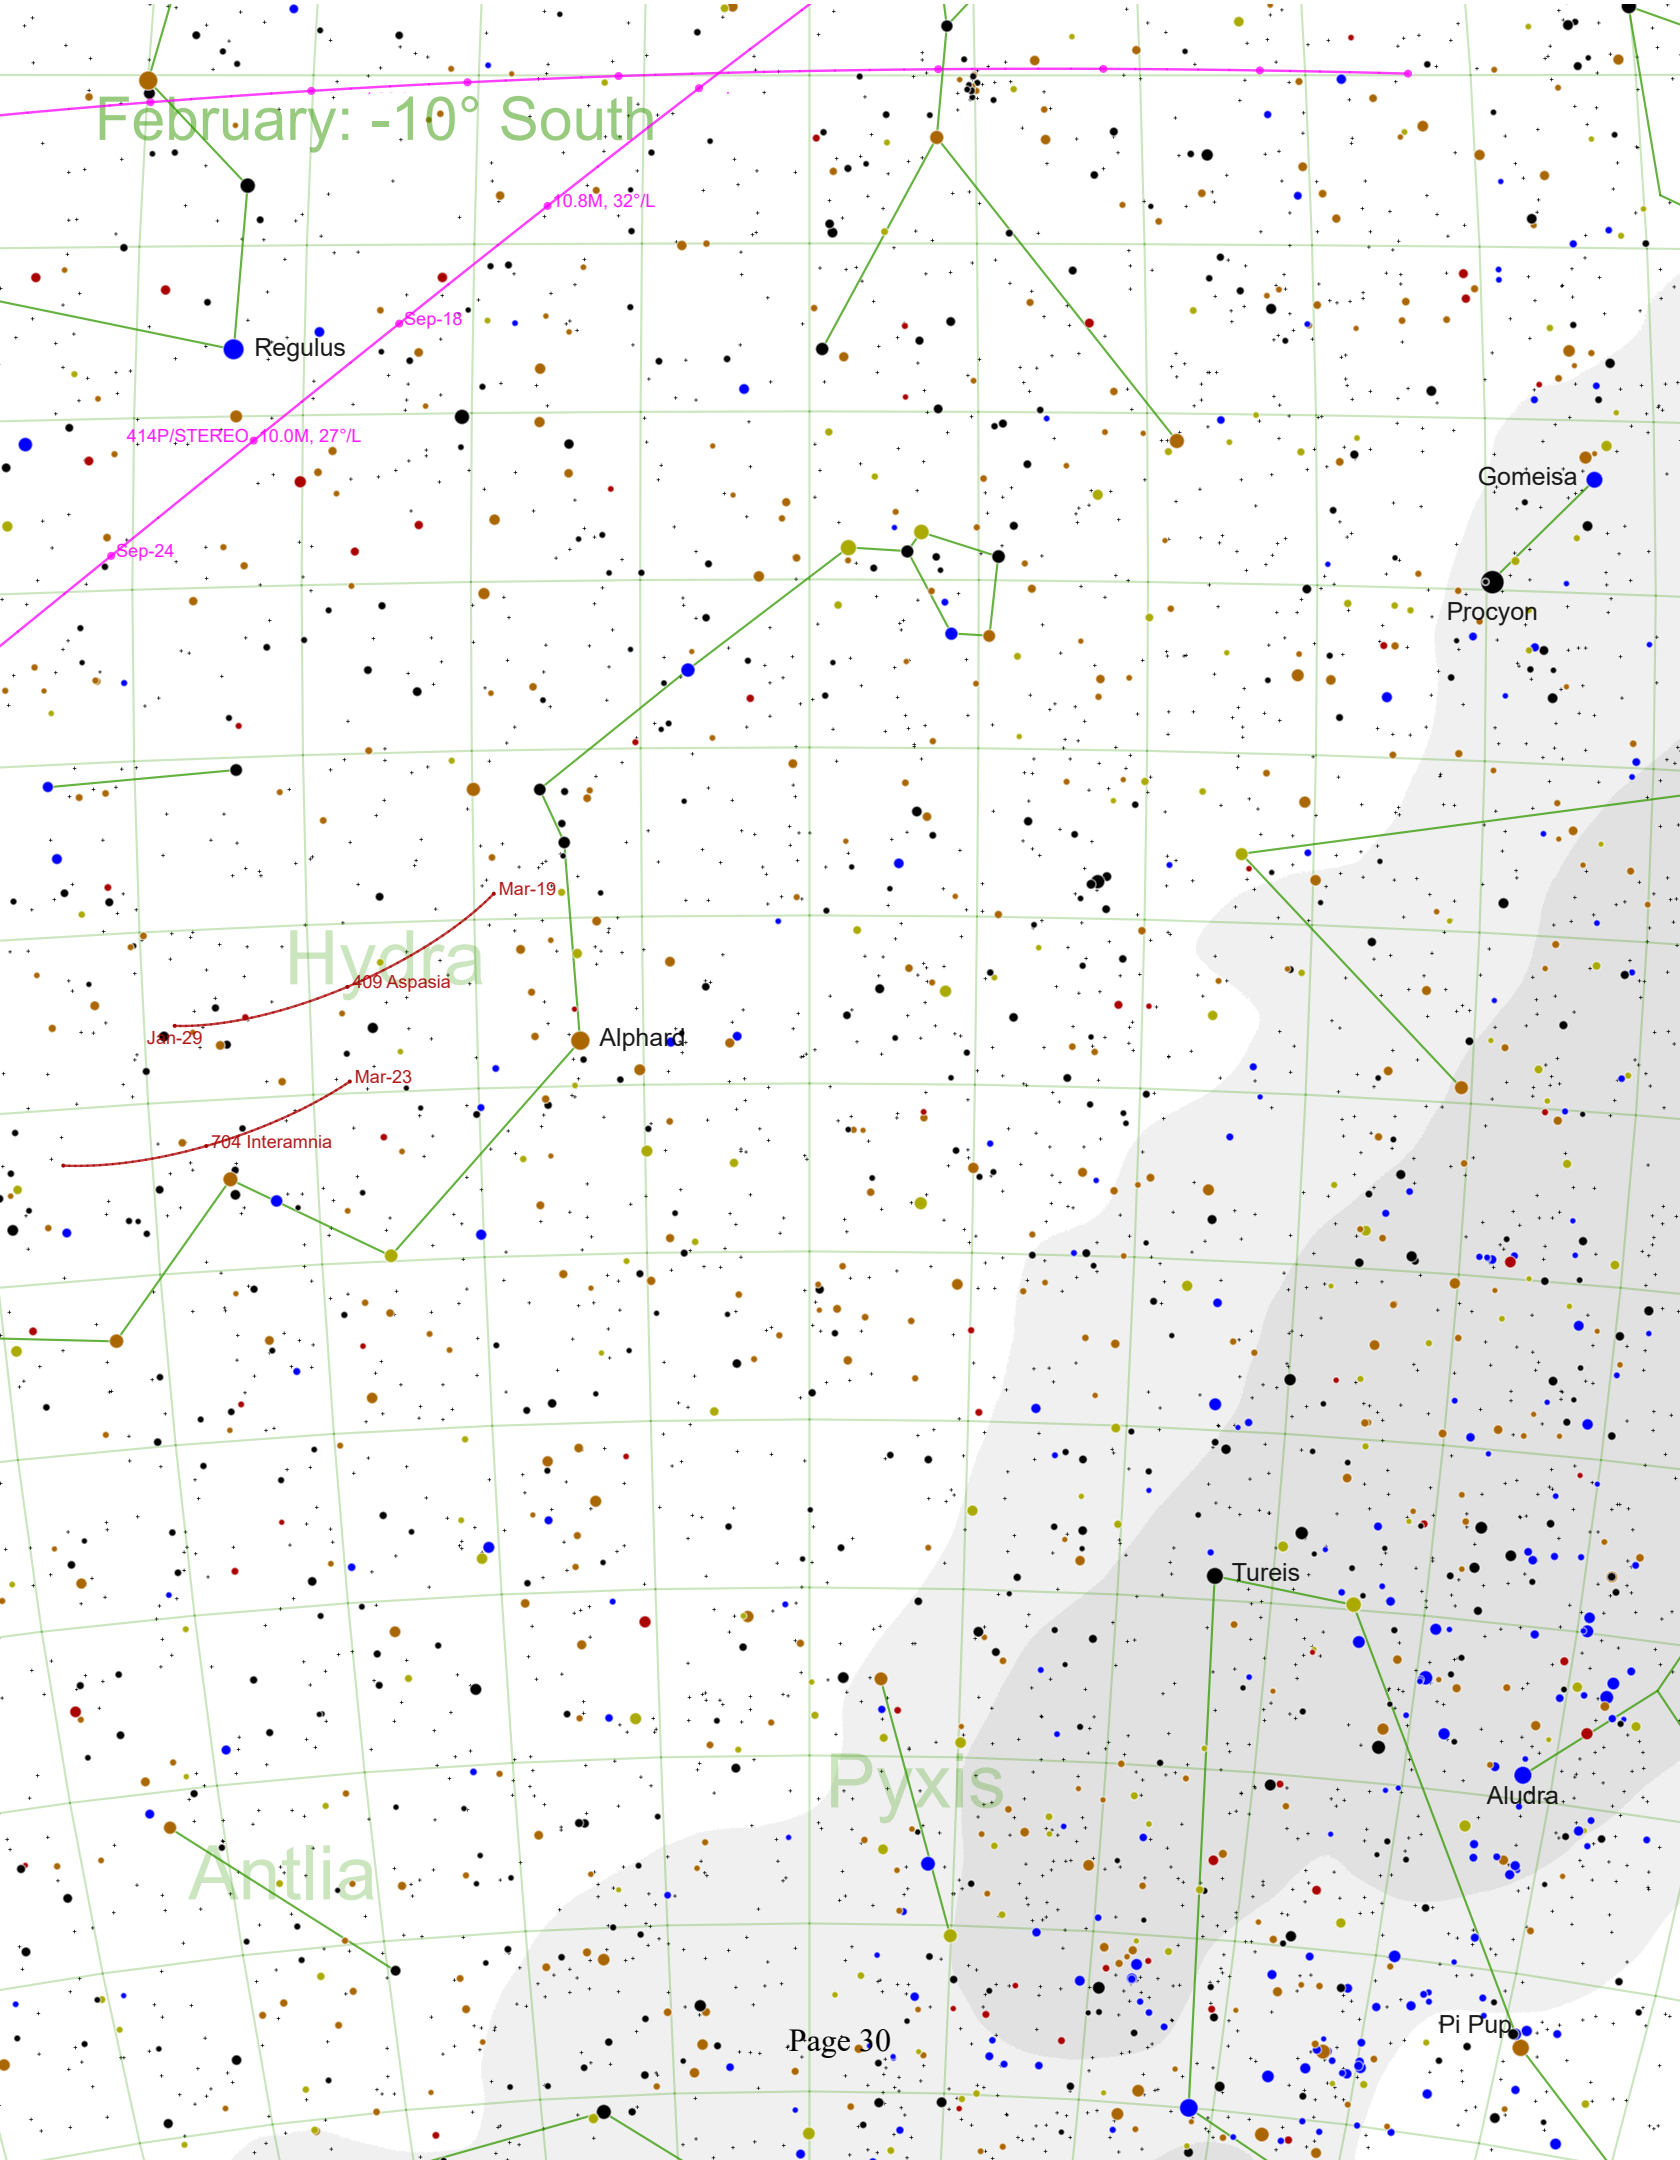 February: -10° South
10.8M, 32°/L
Sep-18
Regulus
414P/STEREO
10.0M, 27°/L
Gomeisa
Sep-24
Procyon
Mar-19
Hydra
409 Aspasia
Jan-29
Alphard
Mar-23
704 Interamnia
Tureis
Pyxis
Aludra
Antlia
Pi Pup
Page 30